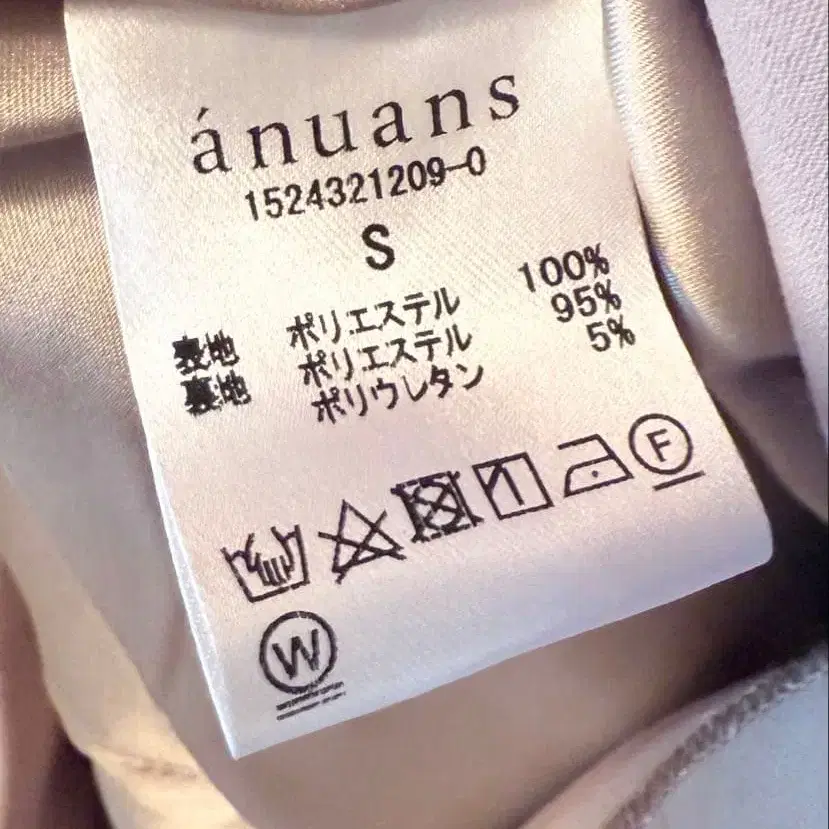 ánuans
1524321209-0
S
表地 ポリエステル 100%
裏地 ポリエステル 95%
ポリウレタン 5%
F
W